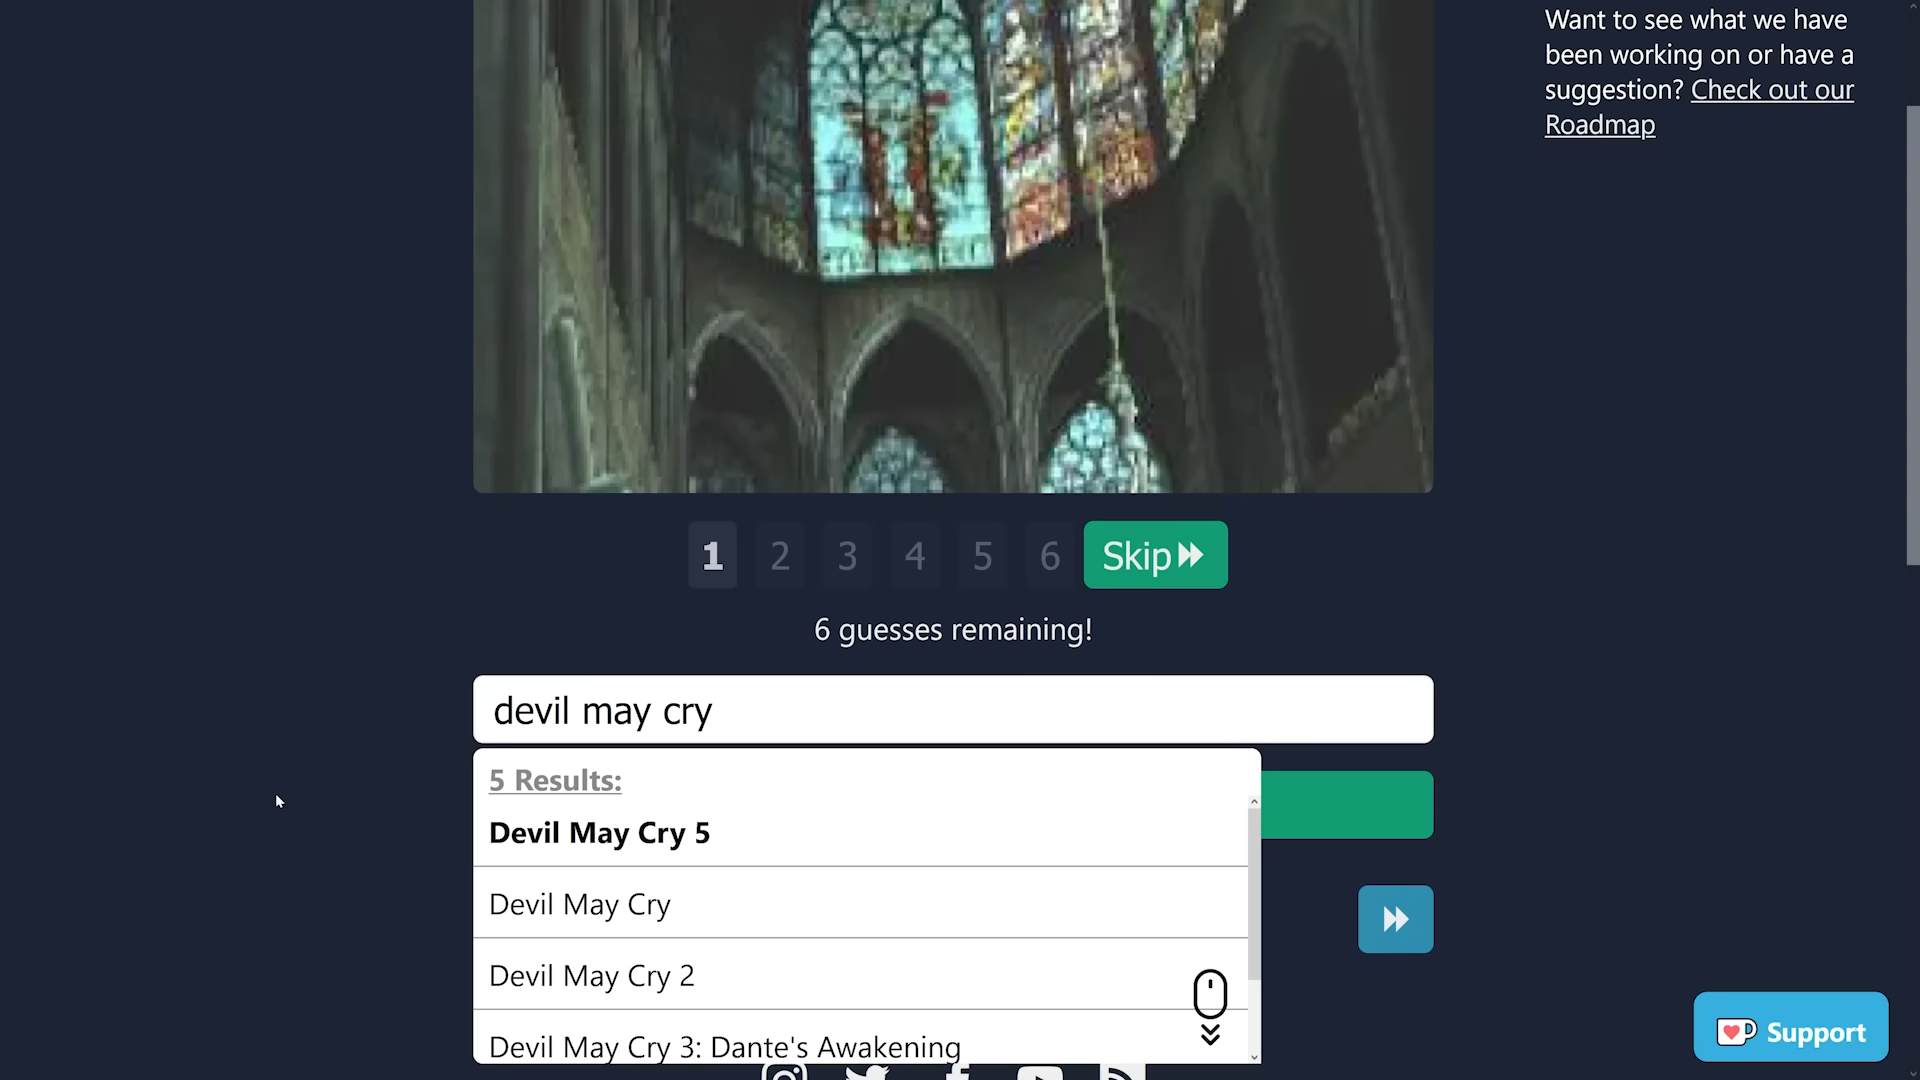 Want to see what we have
been working on or have a
suggestion? Check out our
Roadmap
1 2 3 4 5 6 Skip
6 guesses remaining!
devil may cry
5 Results:
Devil May Cry 5
Devil May Cry
Devil May Cry 2
Devil May Cry 3: Dante's Awakening
Support